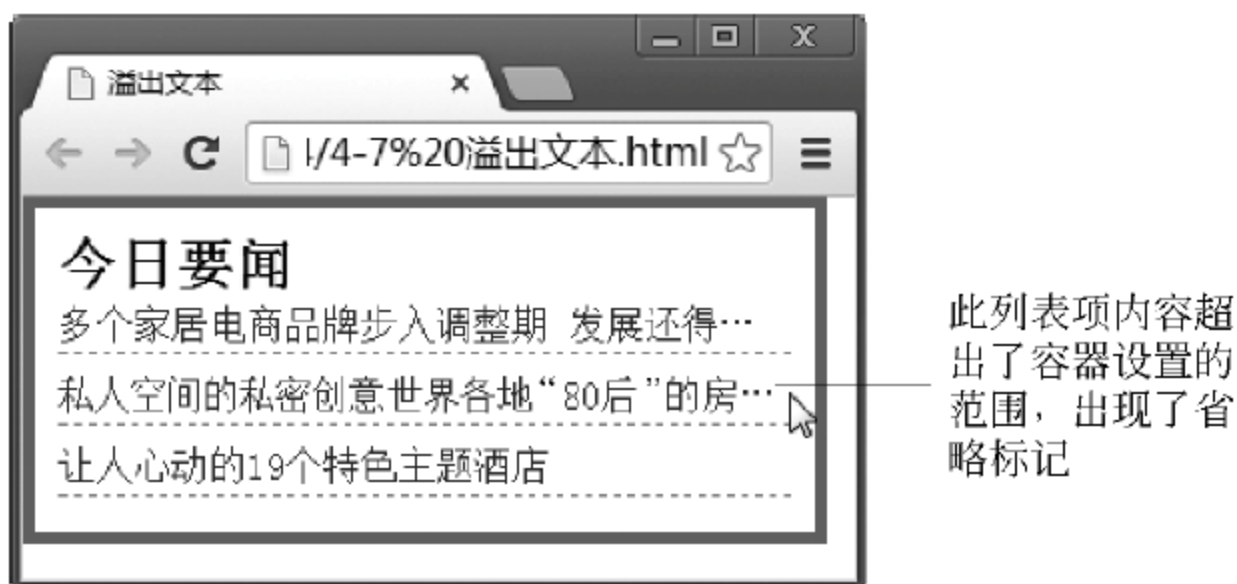 溢出文本
/4-7%20溢出文本.html
今日要闻
多个家居电商品牌步入调整期 发展还得…
私人空间的私密创意世界各地“80后”的房…
让人心动的19个特色主题酒店
此列表项内容超
出了容器设置的
范围，出现了省
略标记